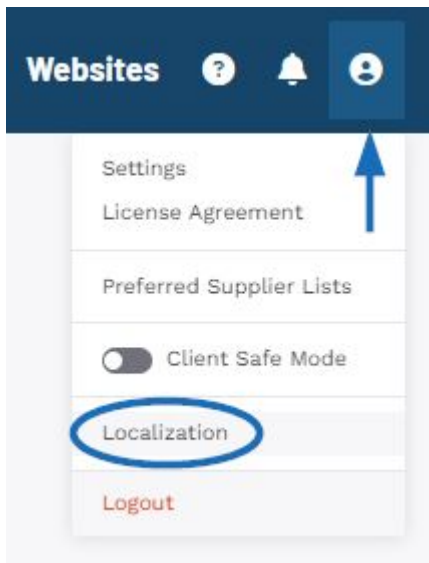 Websites
Settings
License Agreement
Preferred Supplier Lists
Client Safe Mode
Localization
Logout